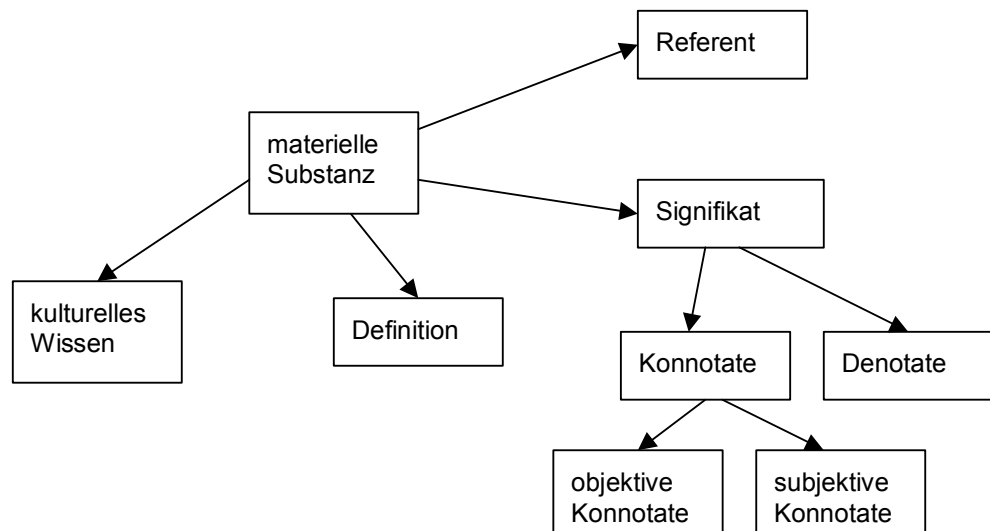 Referent
materielle
Substanz
Signifikat
kulturelles
Wissen
Definition
Konnotate
Denotate
objektive
Konnotate
subjektive
Konnotate